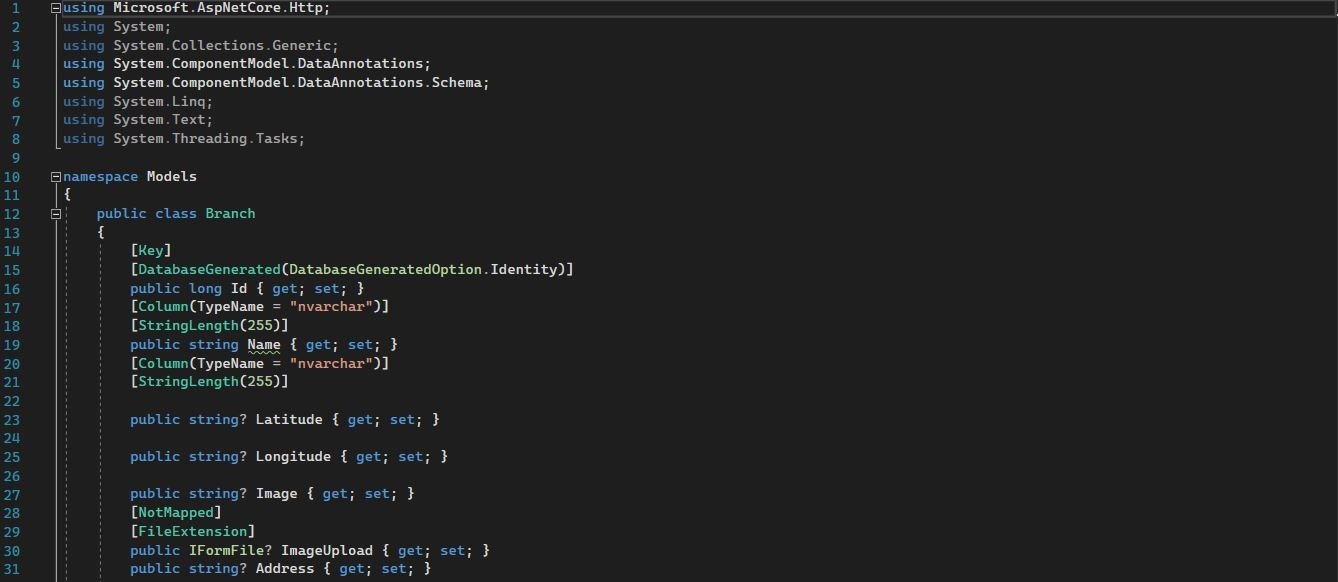 1 using Microsoft.AspNetCore.Http;
2 using System;
3 using System.Collections.Generic;
4 using System.ComponentModel.DataAnnotations;
5 using System.ComponentModel.DataAnnotations.Schema;
6 using System.Linq;
7 using System.Text;
8 using System.Threading.Tasks;
9
10 namespace Models
11 {
12 public class Branch
13 {
14 [Key]
15 [DatabaseGenerated(DatabaseGeneratedOption.Identity)]
16 public long Id { get; set; }
17 [Column(TypeName = "nvarchar")]
18 [StringLength(255)]
19 public string Name { get; set; }
20 [Column(TypeName = "nvarchar")]
21 [StringLength(255)]
22
23 public string? Latitude { get; set; }
24
25 public string? Longitude { get; set; }
26
27 public string? Image { get; set; }
28 [NotMapped]
29 [FileExtension]
30 public IFormFile? ImageUpload { get; set; }
31 public string? Address { get; set; }